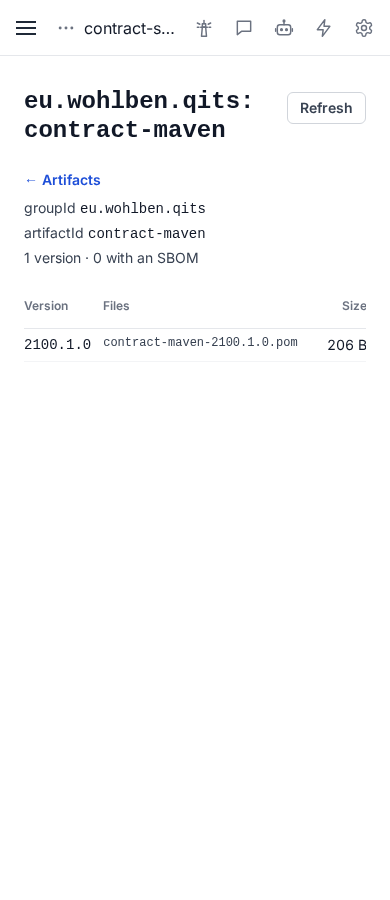 contract-s...
eu.wohlben.qits:
contract-maven
Refresh
← Artifacts
groupId eu.wohlben.qits
artifactId contract-maven
1 version · 0 with an SBOM
Version Files Size
2100.1.0 contract-maven-2100.1.0.pom 206 B